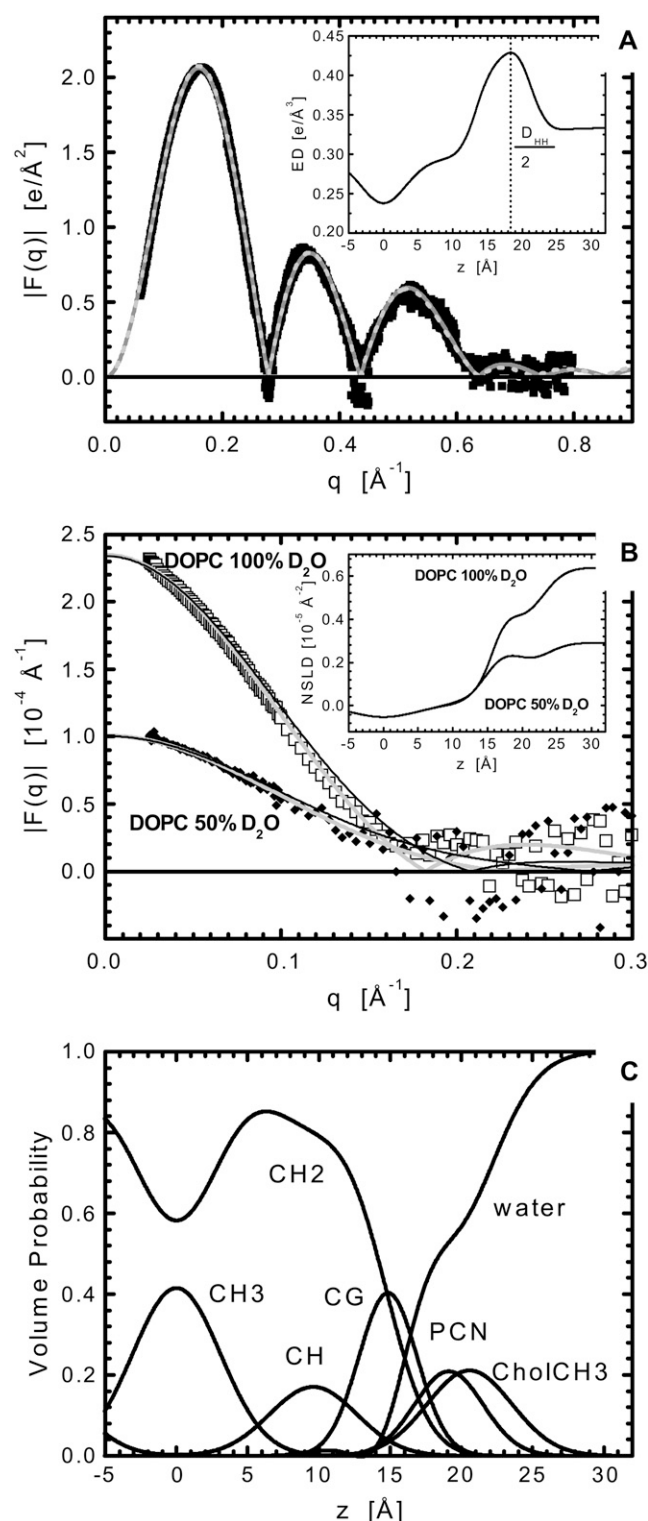 A
|F(q)| [e/Å²]
2.0
1.5
1.0
0.5
0.0
0.0 0.2 0.4 0.6 0.8
q [Å⁻¹]
ED [e/Å³]
0.45
0.40
0.35
0.30
0.25
0.20
-5 0 5 10 15 20 25 30
z [Å]
D_HH
2
B
|F(q)| [10⁻⁴ Å⁻¹]
2.5
2.0
1.5
1.0
0.5
0.0
0.0 0.1 0.2 0.3
q [Å⁻¹]
DOPC 100% D₂O
DOPC 50% D₂O
NSLD [10⁻⁵ Å⁻²]
0.6
0.4
0.2
0.0
-5 0 5 10 15 20 25 30
z [Å]
DOPC 100% D₂O
DOPC 50% D₂O
C
Volume Probability
1.0
0.8
0.6
0.4
0.2
0.0
-5 0 5 10 15 20 25 30
z [Å]
CH2
water
CH3
CG
PCN
CH
CholCH3